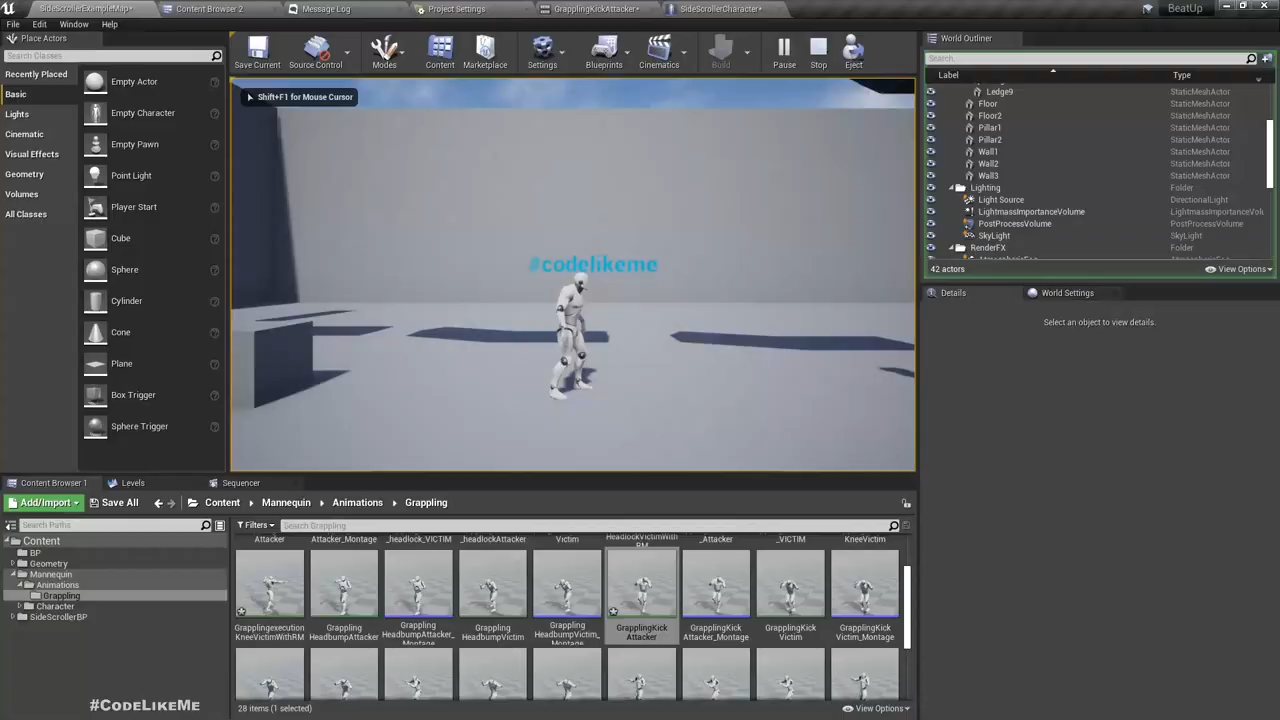 SideScrollerExampleMap*
Content Browser 2
Message Log
Project Settings
GrapplingKickAttacker*
SideScrollerCharacter*
BeatUp
File Edit Window Help
Place Actors
Search Classes
Recently Placed
Basic
Lights
Cinematic
Visual Effects
Geometry
Volumes
All Classes
Empty Actor
Empty Character
Empty Pawn
Point Light
Player Start
Cube
Sphere
Cylinder
Cone
Plane
Box Trigger
Sphere Trigger
Save Current
Source Control
Modes
Content
Marketplace
Settings
Blueprints
Cinematics
Build
Pause
Stop
Eject
Shift+F1 for Mouse Cursor
#codelikeme
World Outliner
Search...
Label Type
Ledge9 StaticMeshActor
Floor StaticMeshActor
Floor2 StaticMeshActor
Pillar1 StaticMeshActor
Pillar2 StaticMeshActor
Wall1 StaticMeshActor
Wall2 StaticMeshActor
Wall3 StaticMeshActor
Lighting Folder
Light Source DirectionalLight
LightmassImportanceVolume LightmassImportanceVolu
PostProcessVolume PostProcessVolume
SkyLight SkyLight
RenderFX Folder
42 actors
View Options
Details
World Settings
Select an object to view details.
Content Browser 1
Levels
Sequencer
Add/Import
Save All
Content Mannequin Animations Grappling
Search Paths
Filters
Search Grappling
Content
BP
Geometry
Mannequin
Animations
Grappling
Character
SideScrollerBP
Attacker
Attacker_Montage
_headlock_VICTIM
_headlockAttacker
Victim
HeadlockVictimWith
RM
_Attacker
_VICTIM
KneeVictim
Grapplingexecution
KneeVictimWithRM
Grappling
HeadbumpAttacker
Grappling
HeadbumpAttacker_
Montage
Grappling
HeadbumpVictim
Grappling
HeadbumpVictim_
Montage
GrapplingKick
Attacker
GrapplingKick
Attacker_Montage
GrapplingKick
Victim
GrapplingKick
Victim_Montage
28 items (1 selected)
View Options
#CODELIKEME